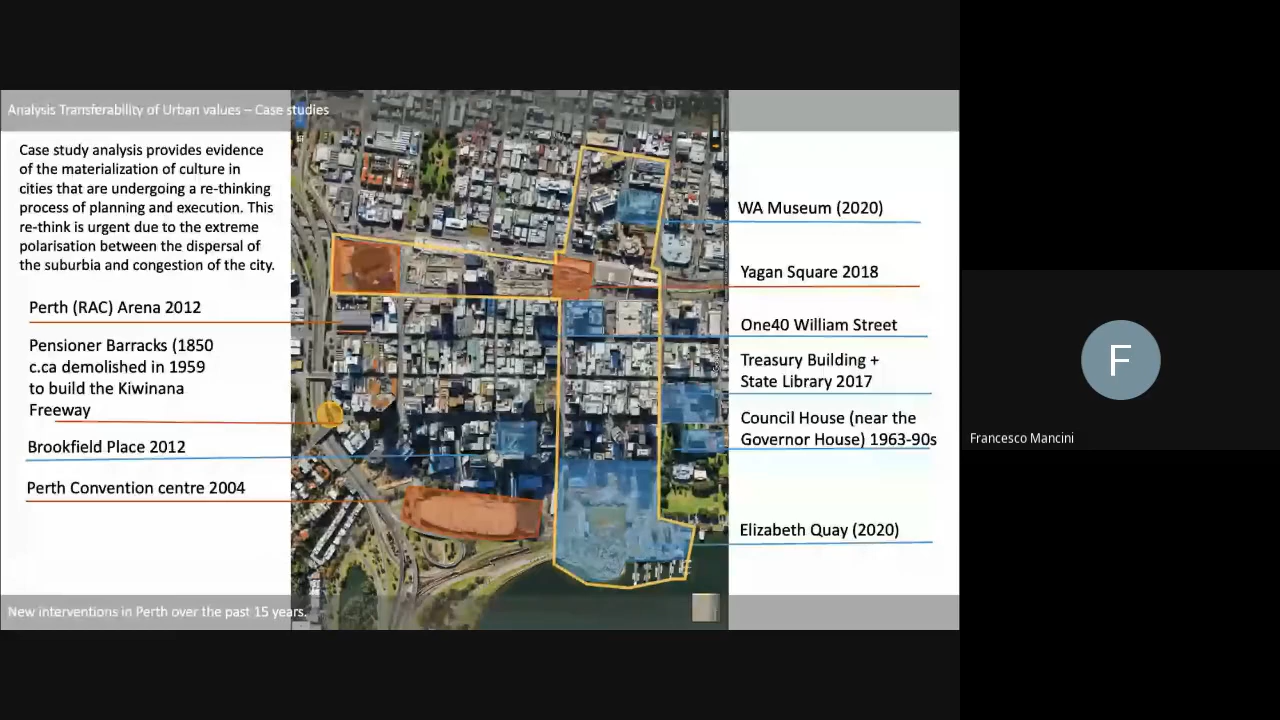 Analysis Transferability of Urban values – Case studies
Case study analysis provides evidence
of the materialization of culture in
cities that are undergoing a re-thinking
process of planning and execution. This
re-think is urgent due to the extreme
polarisation between the dispersal of
the suburbia and congestion of the city.
Perth (RAC) Arena 2012
Pensioner Barracks (1850
c.ca demolished in 1959
to build the Kiwinana
Freeway
Brookfield Place 2012
Perth Convention centre 2004
WA Museum (2020)
Yagan Square 2018
One40 William Street
Treasury Building +
State Library 2017
Council House (near the
Governor House) 1963-90s
Elizabeth Quay (2020)
New interventions in Perth over the past 15 years.
F
Francesco Mancini